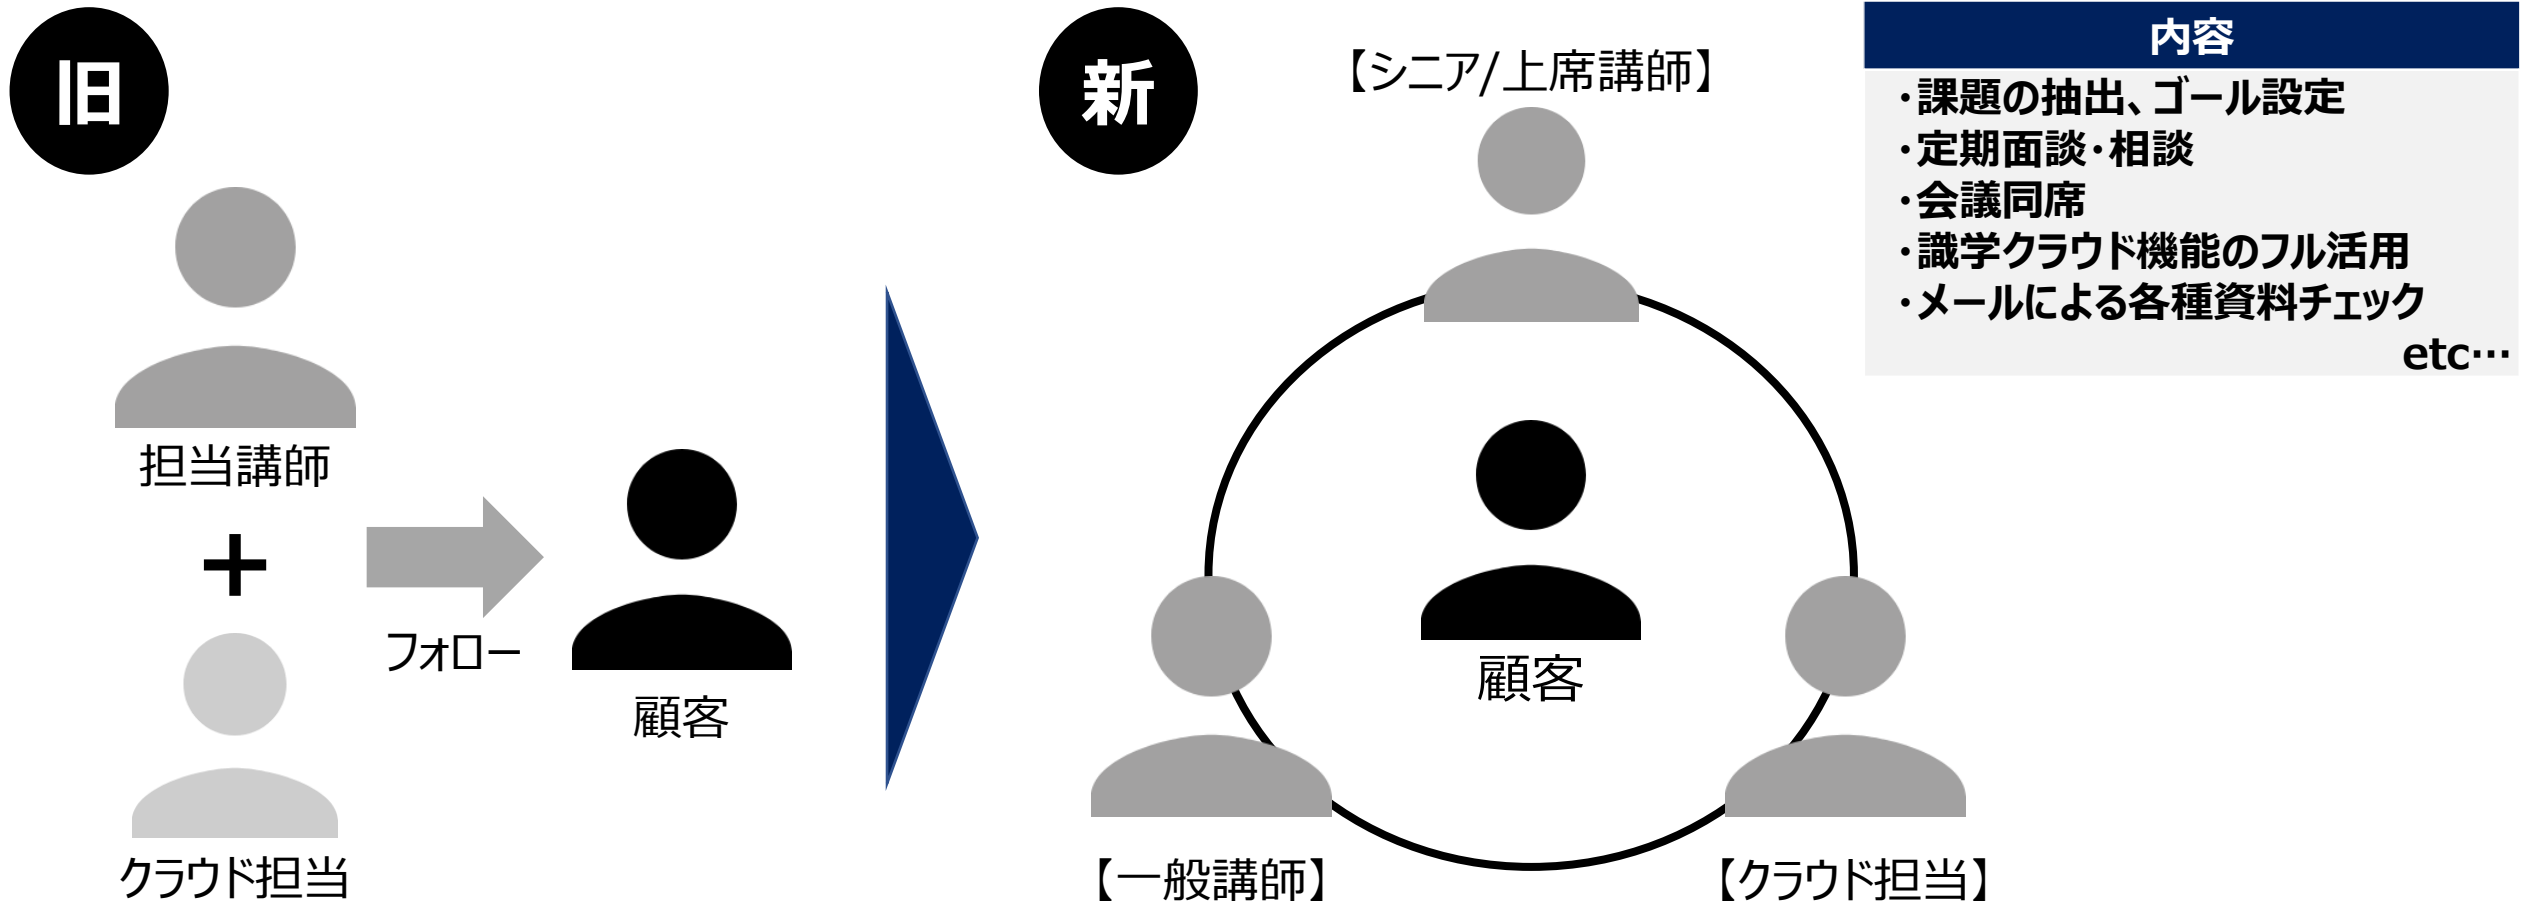 旧
担当講師
+
クラウド担当
フォロー
顧客
新
【シニア/上席講師】
顧客
【一般講師】
【クラウド担当】
内容
・課題の抽出、ゴール設定
・定期面談・相談
・会議同席
・識学クラウド機能のフル活用
・メールによる各種資料チェック
etc…